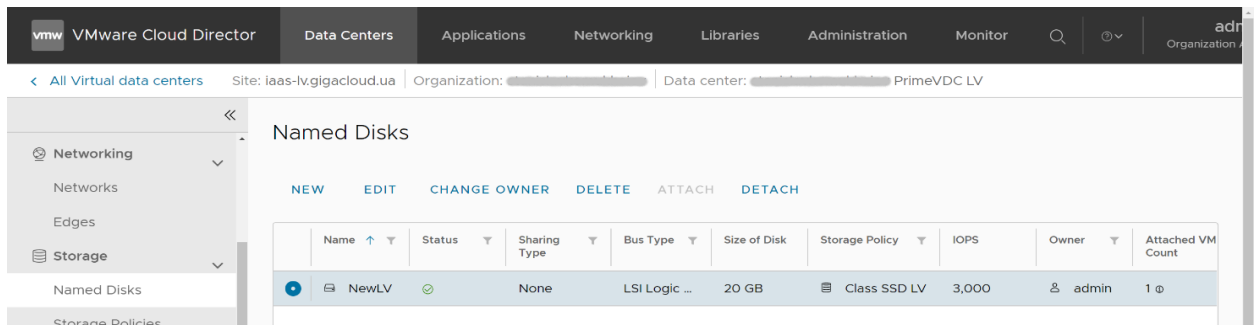 vmw VMware Cloud Director Data Centers Applications Networking Libraries Administration Monitor
Organization
All Virtual data centers Site: iaas-lv.gigacloud.ua Organization: Data center: PrimeVDC LV
Named Disks
Networking
Networks
Edges
Storage
Named Disks
Storage Policies
NEW EDIT CHANGE OWNER DELETE ATTACH DETACH
Name Status Sharing Type Bus Type Size of Disk Storage Policy IOPS Owner Attached VM Count
NewLV None LSI Logic ... 20 GB Class SSD LV 3,000 admin 1